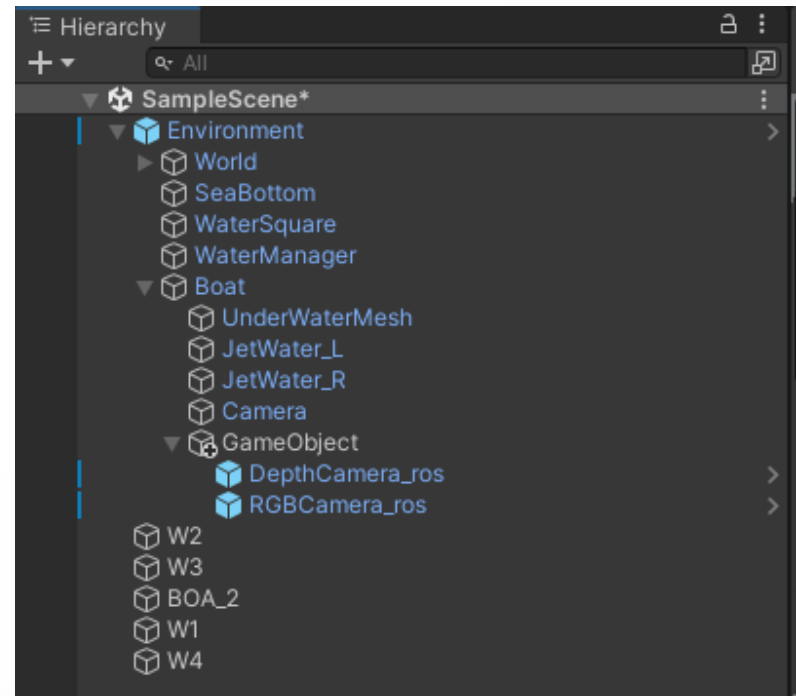 Hierarchy
All
SampleScene*
Environment
World
SeaBottom
WaterSquare
WaterManager
Boat
UnderWaterMesh
JetWater_L
JetWater_R
Camera
GameObject
DepthCamera_ros
RGBCamera_ros
W2
W3
BOA_2
W1
W4